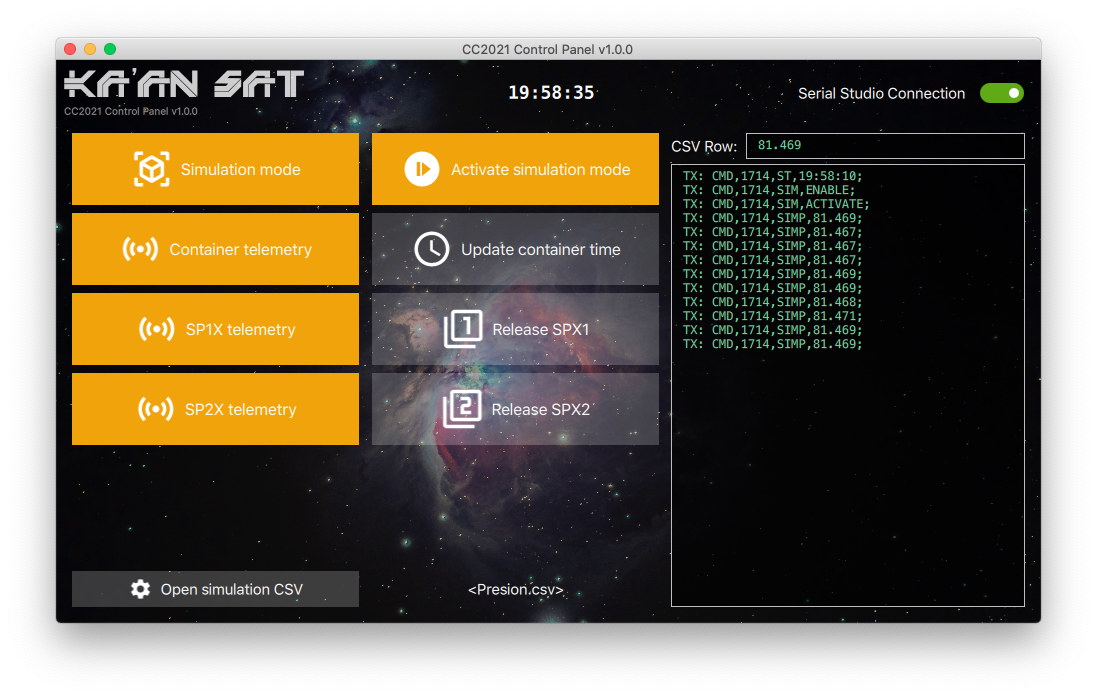 CC2021 Control Panel v1.0.0
KA'AN SAT
CC2021 Control Panel v1.0.0
19:58:35
Serial Studio Connection
Simulation mode
Activate simulation mode
Container telemetry
Update container time
SP1X telemetry
1
Release SPX1
SP2X telemetry
2
Release SPX2
Open simulation CSV
<Presion.csv>
CSV Row:
81.469
TX: CMD,1714,ST,19:58:10;
TX: CMD,1714,SIM,ENABLE;
TX: CMD,1714,SIM,ACTIVATE;
TX: CMD,1714,SIMP,81.469;
TX: CMD,1714,SIMP,81.467;
TX: CMD,1714,SIMP,81.467;
TX: CMD,1714,SIMP,81.467;
TX: CMD,1714,SIMP,81.469;
TX: CMD,1714,SIMP,81.469;
TX: CMD,1714,SIMP,81.468;
TX: CMD,1714,SIMP,81.471;
TX: CMD,1714,SIMP,81.469;
TX: CMD,1714,SIMP,81.469;